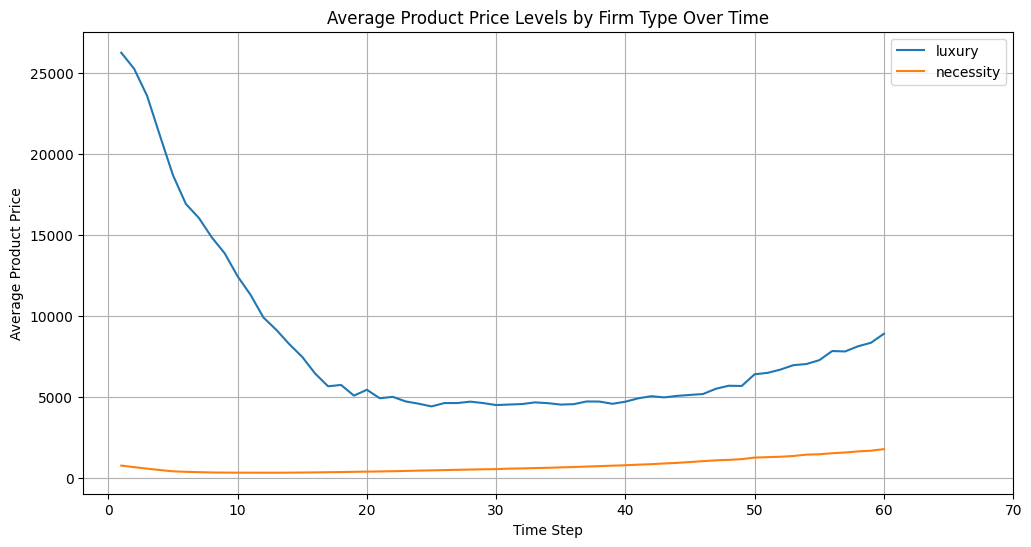 Average Product Price Levels by Firm Type Over Time
luxury
necessity
Average Product Price
25000
20000
15000
10000
5000
0
0 10 20 30 40 50 60 70
Time Step